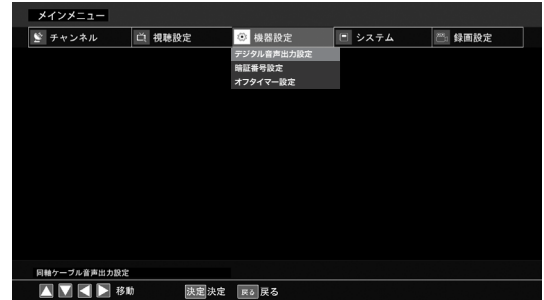 メインメニュー
チャンネル 視聴設定 機器設定 システム 録画設定
デジタル音声出力設定
暗証番号設定
オフタイマー設定
同軸ケーブル音声出力設定
移動 決定 決定 戻る 戻る